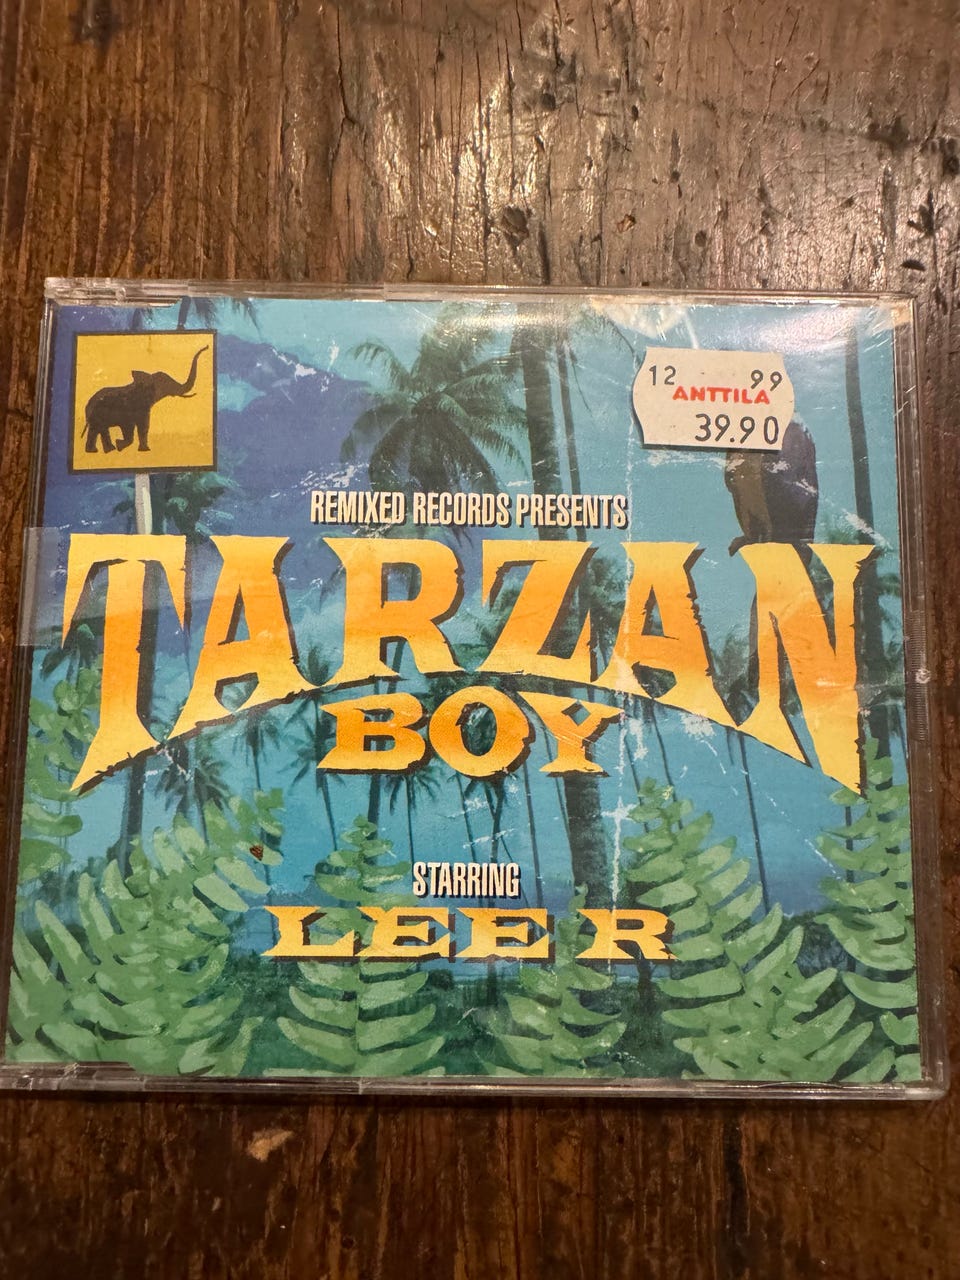 12 99
ANTTILA
39.90
REMIXED RECORDS PRESENTS
TARZAN
BOY
STARRING
LEE R